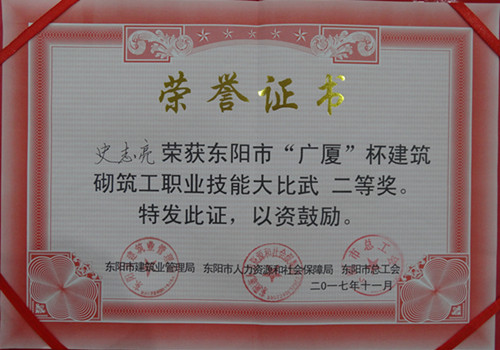 荣誉证书
史志亮 荣获东阳市“广厦”杯建筑
砌筑工职业技能大比武 二等奖。
特发此证，以资鼓励。
东阳市建筑业管理局 东阳市人力资源和社会保障局 东阳市总工会
二〇一七年十一月